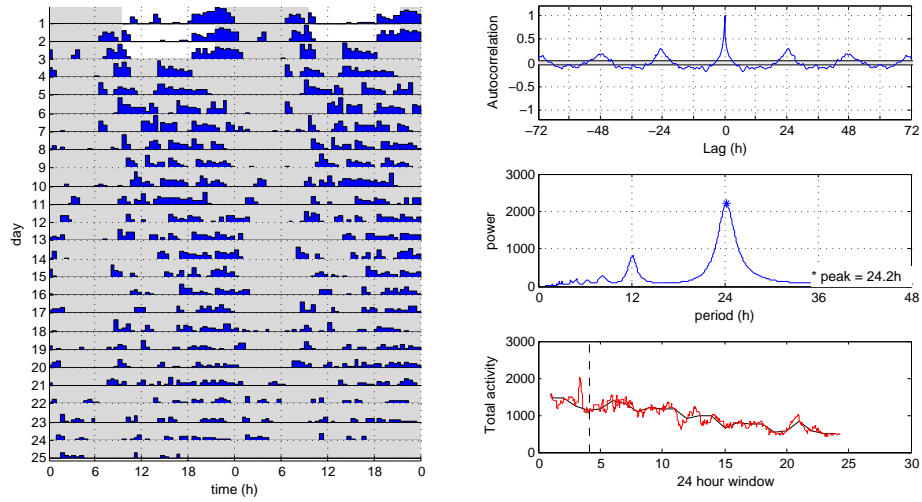 1
2
3
4
5
6
7
8
9
10
11
12
13
14
15
16
17
18
19
20
21
22
23
24
25
day
0 6 12 18 0 6 12 18 0
time (h)
1
0.5
0
−0.5
−1
Autocorrelation
−72 −48 −24 0 24 48 72
Lag (h)
3000
2000
1000
0
power
* peak = 24.2h
0 12 24 36 48
period (h)
3000
2000
1000
0
Total activity
0 5 10 15 20 25 30
24 hour window